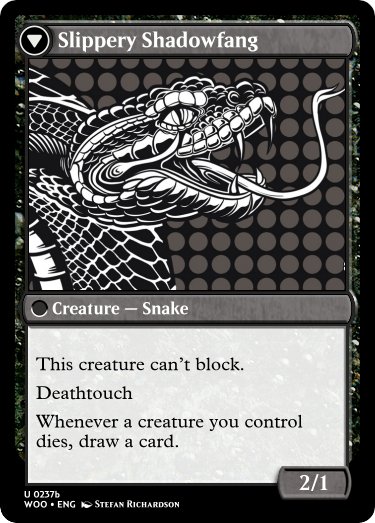 Slippery Shadowfang
Creature — Snake
This creature can't block.
Deathtouch
Whenever a creature you control
dies, draw a card.
2/1
U 0237b
WOO • ENG Stefan Richardson